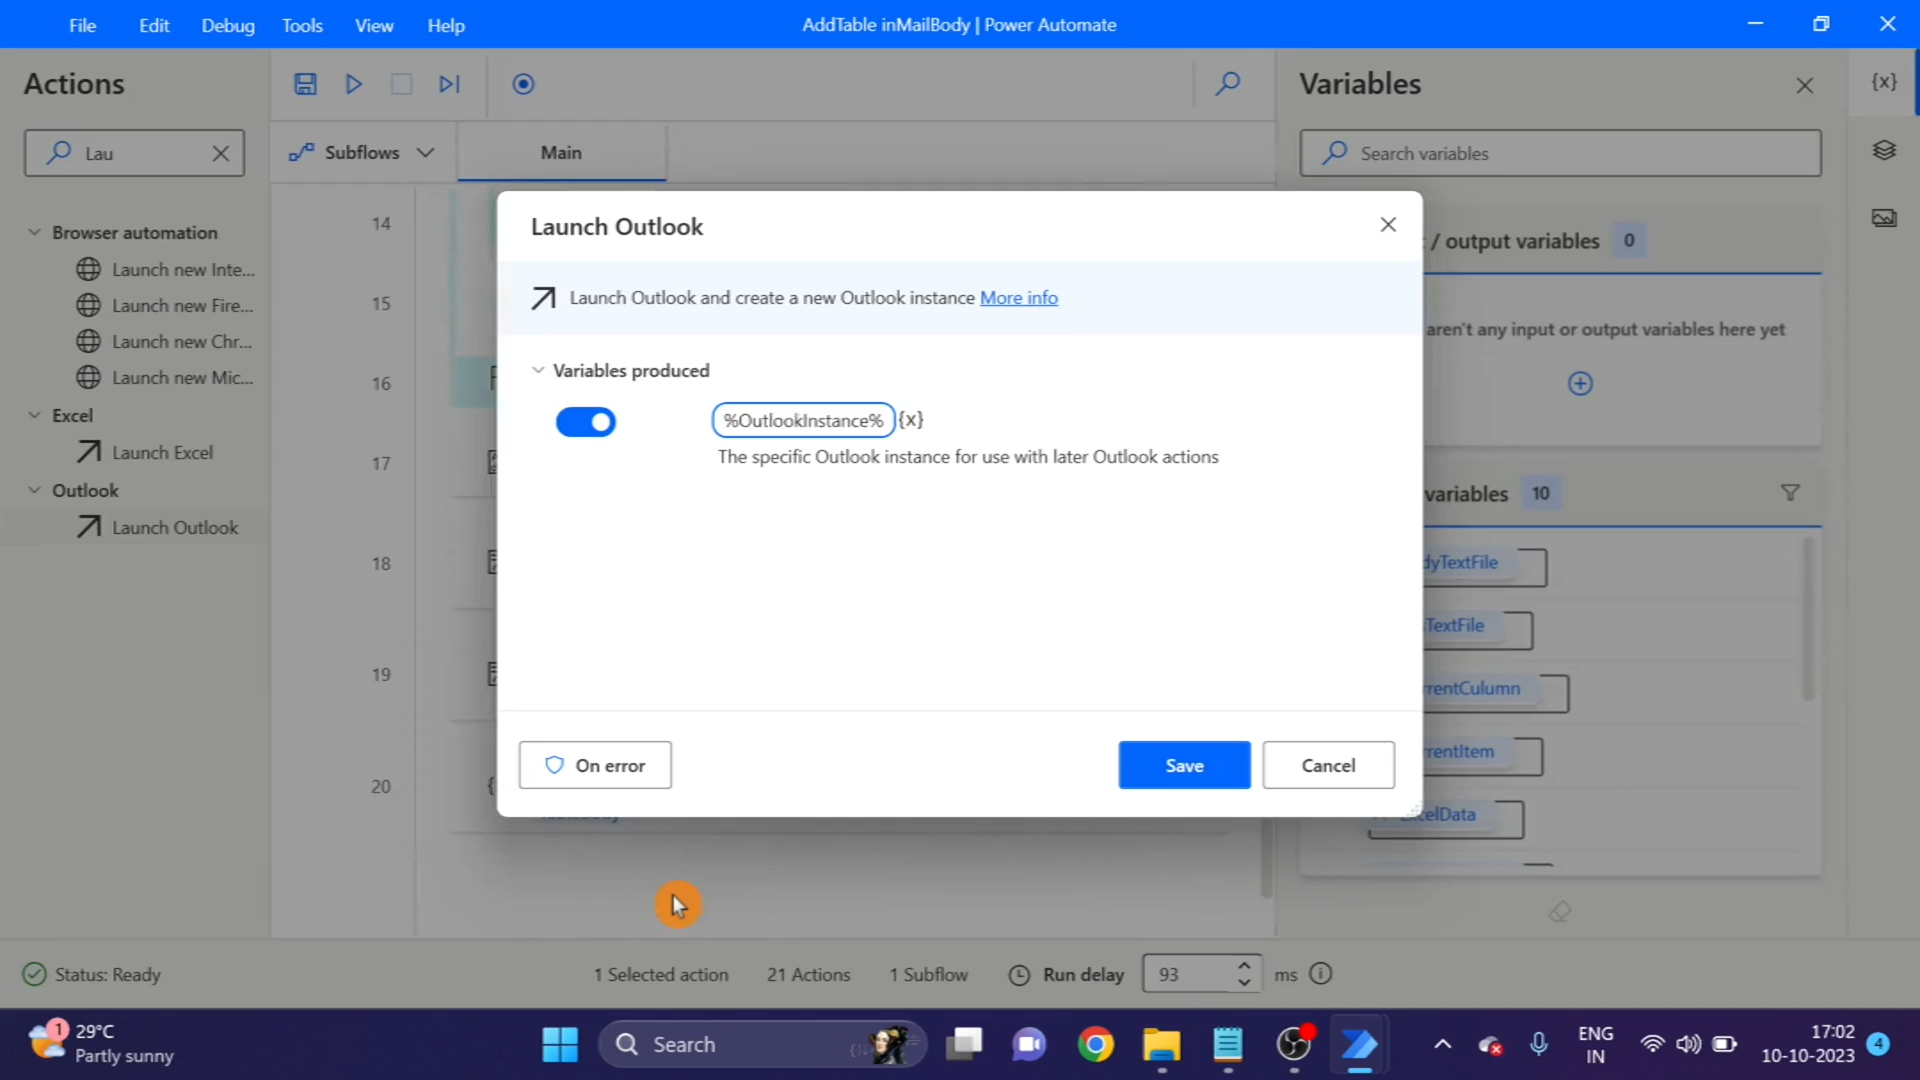 File Edit Debug Tools View Help
AddTable inMailBody | Power Automate
Actions
Lau
Browser automation
Launch new Inte...
Launch new Fire...
Launch new Chr...
Launch new Mic...
Excel
Launch Excel
Outlook
Launch Outlook
Subflows
Main
14
15
16
17
18
19
20
Launch Outlook
Launch Outlook and create a new Outlook instance More info
Variables produced
%OutlookInstance% {x}
The specific Outlook instance for use with later Outlook actions
On error
Save
Cancel
Variables
{x}
Search variables
/ output variables 0
aren't any input or output variables here yet
variables 10
dyTextFile
TextFile
rrentCulumn
rrentItem
ExcelData
Status: Ready
1 Selected action
21 Actions
1 Subflow
Run delay
93
ms
1
29°C
Partly sunny
Search
ENG
IN
17:02
10-10-2023
4